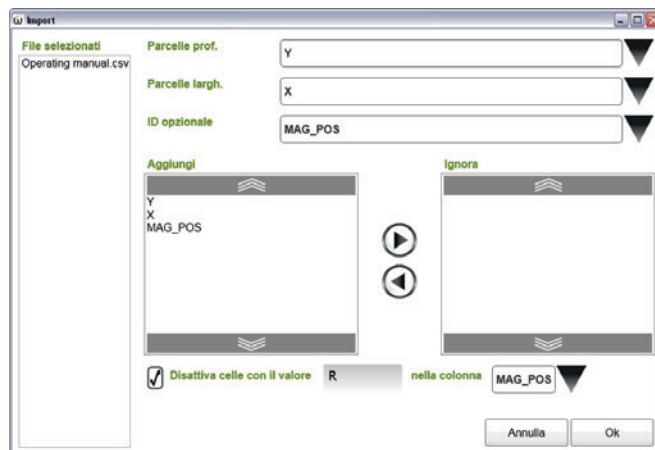 Import
File selezionati
Operating manual.csv
Parcelle prof.
Y
Parcelle largh.
X
ID opzionale
MAG_POS
Aggiungi
Y
X
MAG_POS
Ignora
Disattiva celle con il valore R nella colonna MAG_POS
Annulla Ok